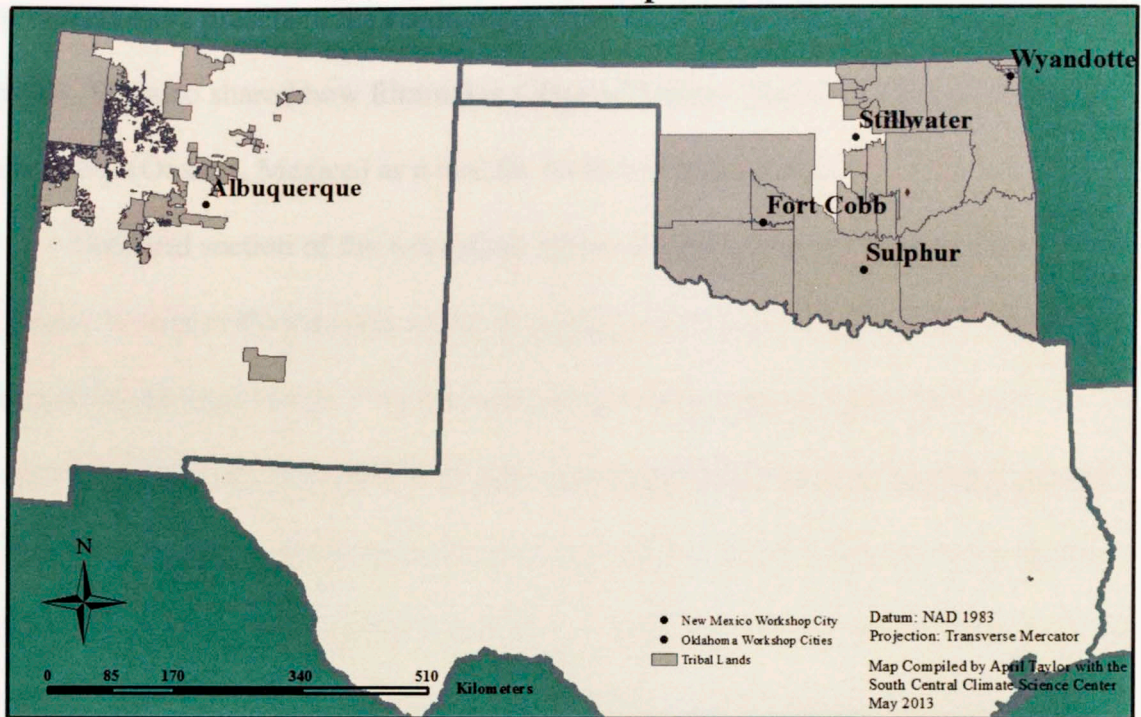 Wyandotte
Stillwater
Albuquerque
Fort Cobb
Sulphur
N
New Mexico Workshop City
Oklahoma Workshop Cities
Tribal Lands
Datum: NAD 1983
Projection: Transverse Mercator
Map Compiled by April Taylor with the
South Central Climate Science Center
May 2013
0 85 170 340 510
Kilometers